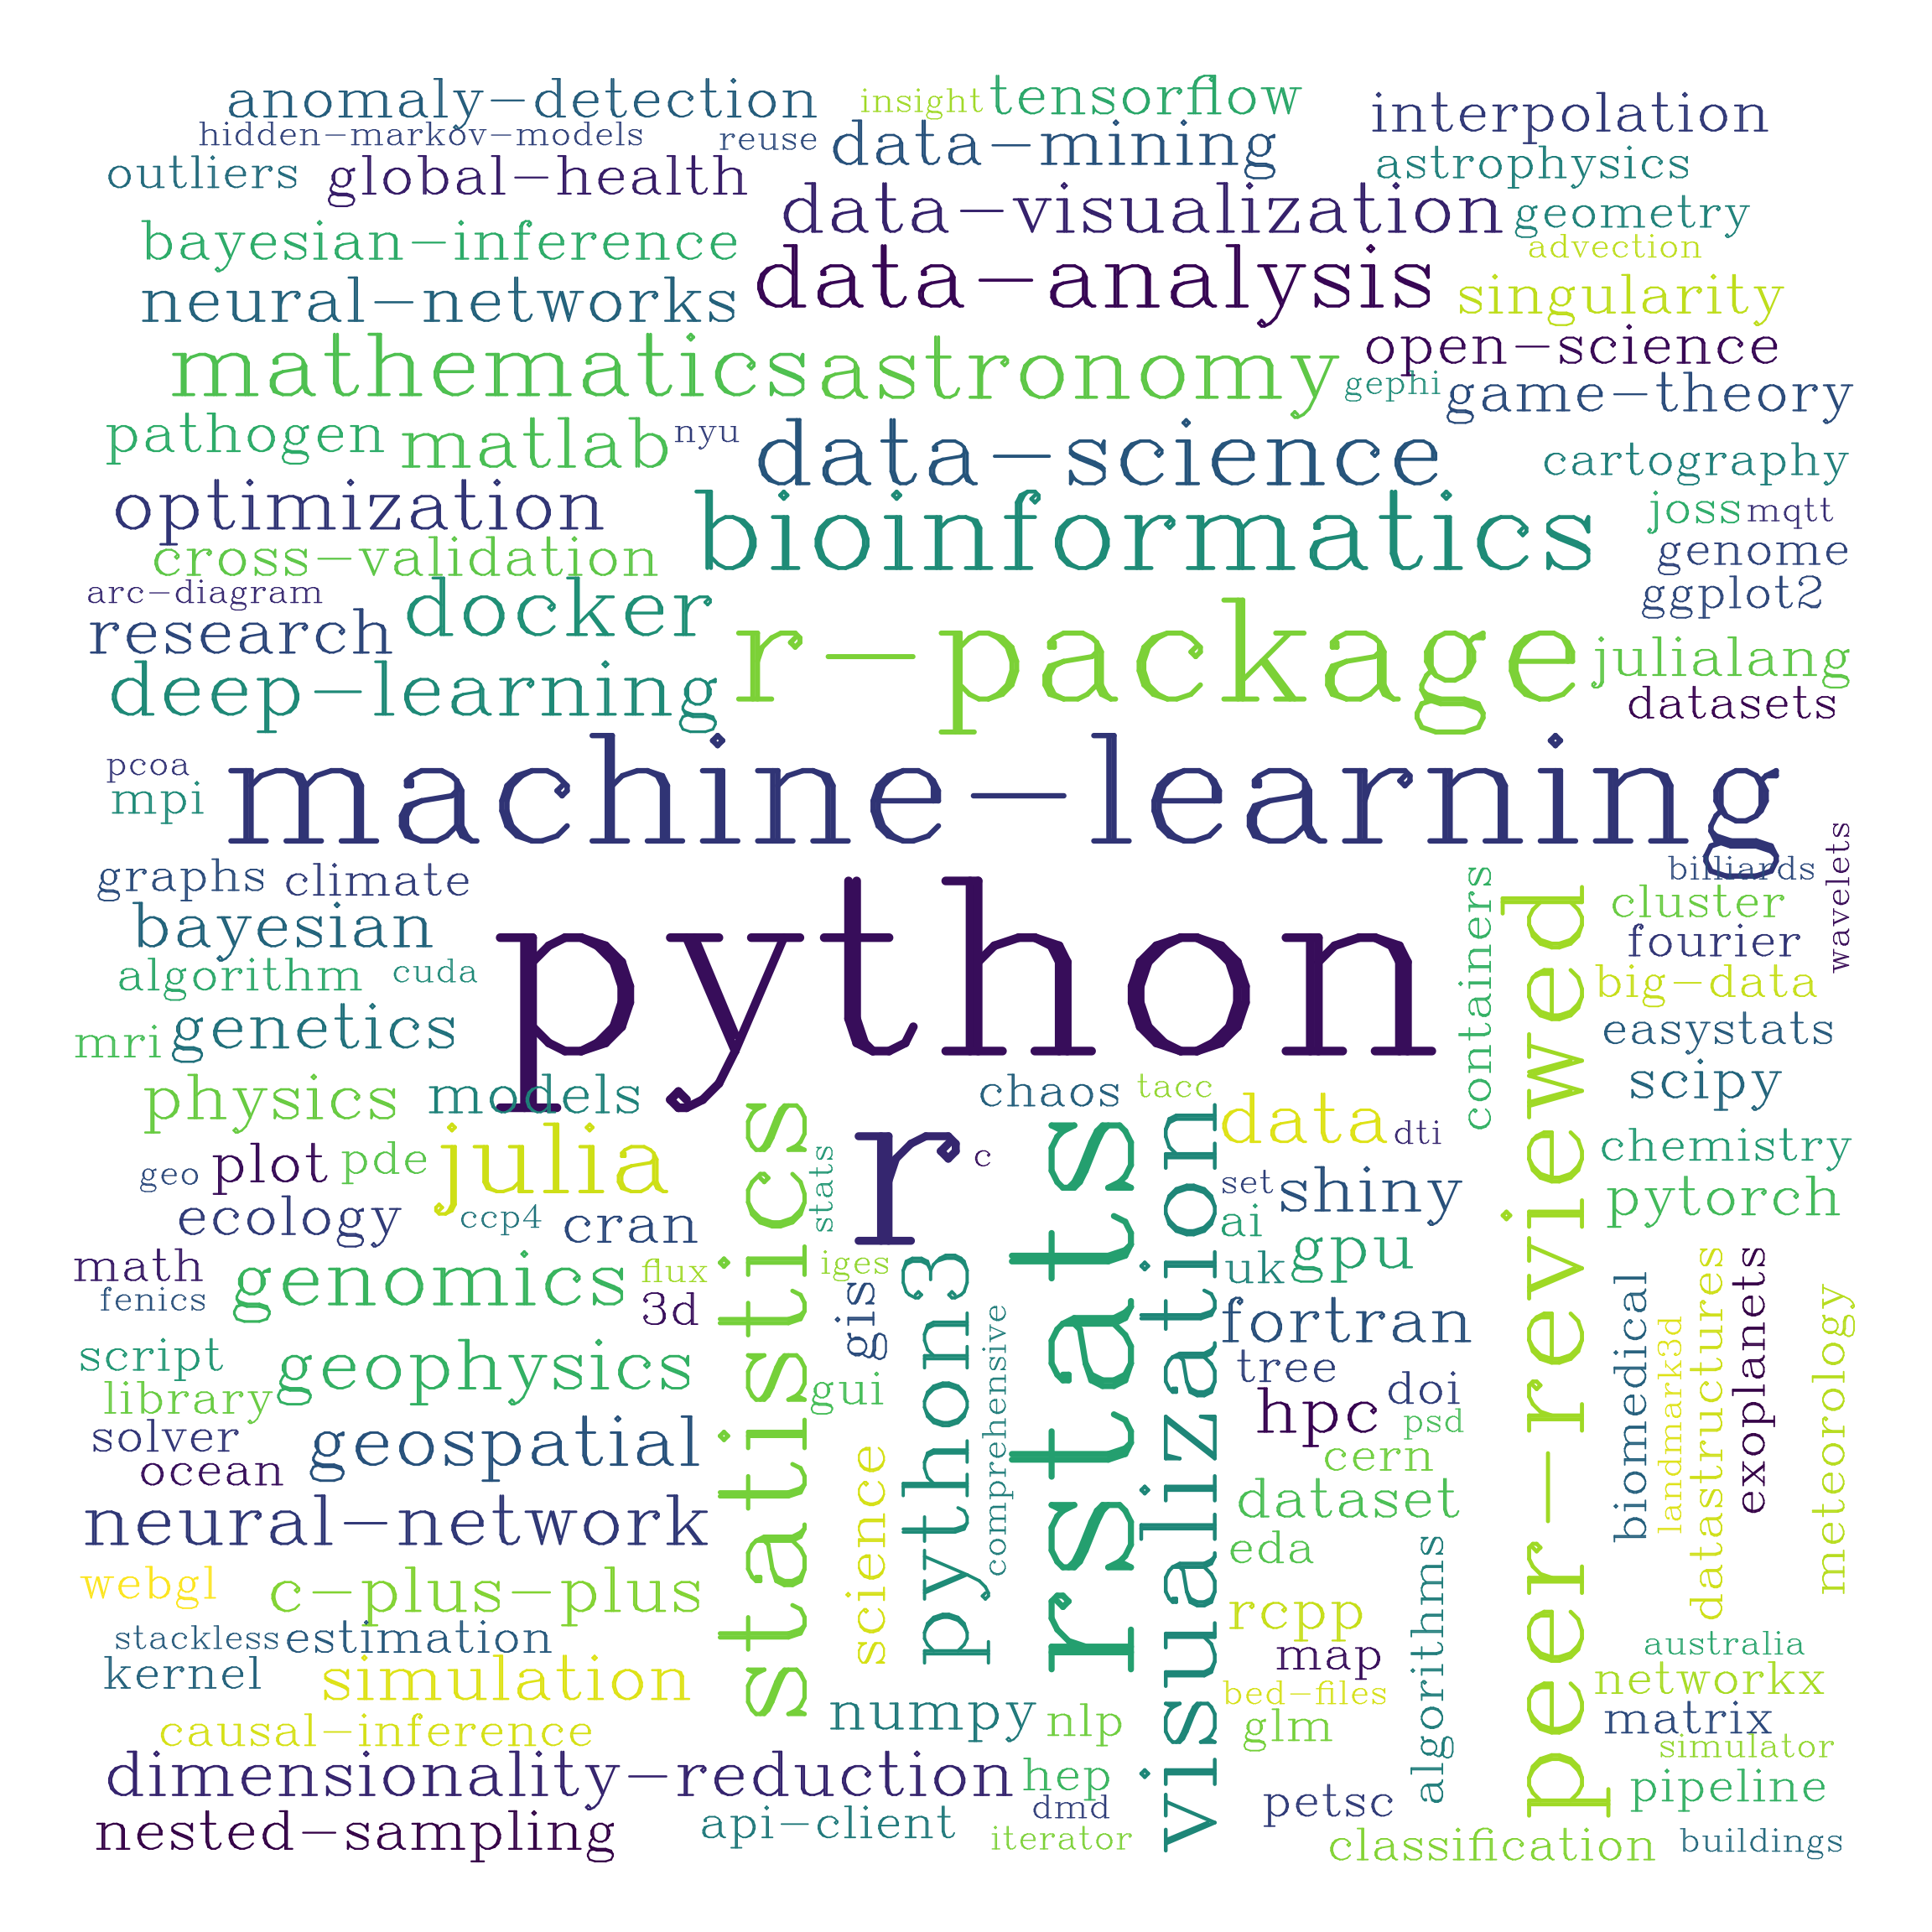 anomaly-detection
insight
tensorflow
interpolation
hidden-markov-models
reuse
data-mining
astrophysics
outliers
global-health
data-visualization
geometry
bayesian-inference
advection
data-analysis
neural-networks
singularity
mathematics
astronomy
open-science
gephi
game-theory
pathogen
matlab
nyu
data-science
cartography
optimization
bioinformatics
joss
mqtt
cross-validation
genome
arc-diagram
docker
ggplot2
research
r-package
julialang
deep-learning
datasets
pcoa
mpi
machine-learning
wavelets
graphs
climate
billiards
containers
peer-reviewed
cluster
bayesian
fourier
algorithm
cuda
python
big-data
mri
genetics
easystats
physics
models
chaos
tacc
scipy
statistics
r
c
rstats
visualization
data
dti
chemistry
plot
pde
julia
stats
geo
set
shiny
pytorch
ecology
ccp4
cran
ai
math
genomics
flux
iges
python3
uk
gpu
fenics
3d
gis
comprehensive
fortran
biomedical
landmark3d
datastructures
exoplanets
meteorology
script
geophysics
tree
library
gui
hpc
doi
solver
geospatial
science
psd
ocean
cern
neural-network
dataset
eda
algorithms
webgl
c-plus-plus
rcpp
stackless
estimation
map
australia
kernel
simulation
bed-files
networkx
causal-inference
numpy
nlp
glm
matrix
simulator
dimensionality-reduction
hep
pipeline
nested-sampling
api-client
dmd
petsc
iterator
classification
buildings